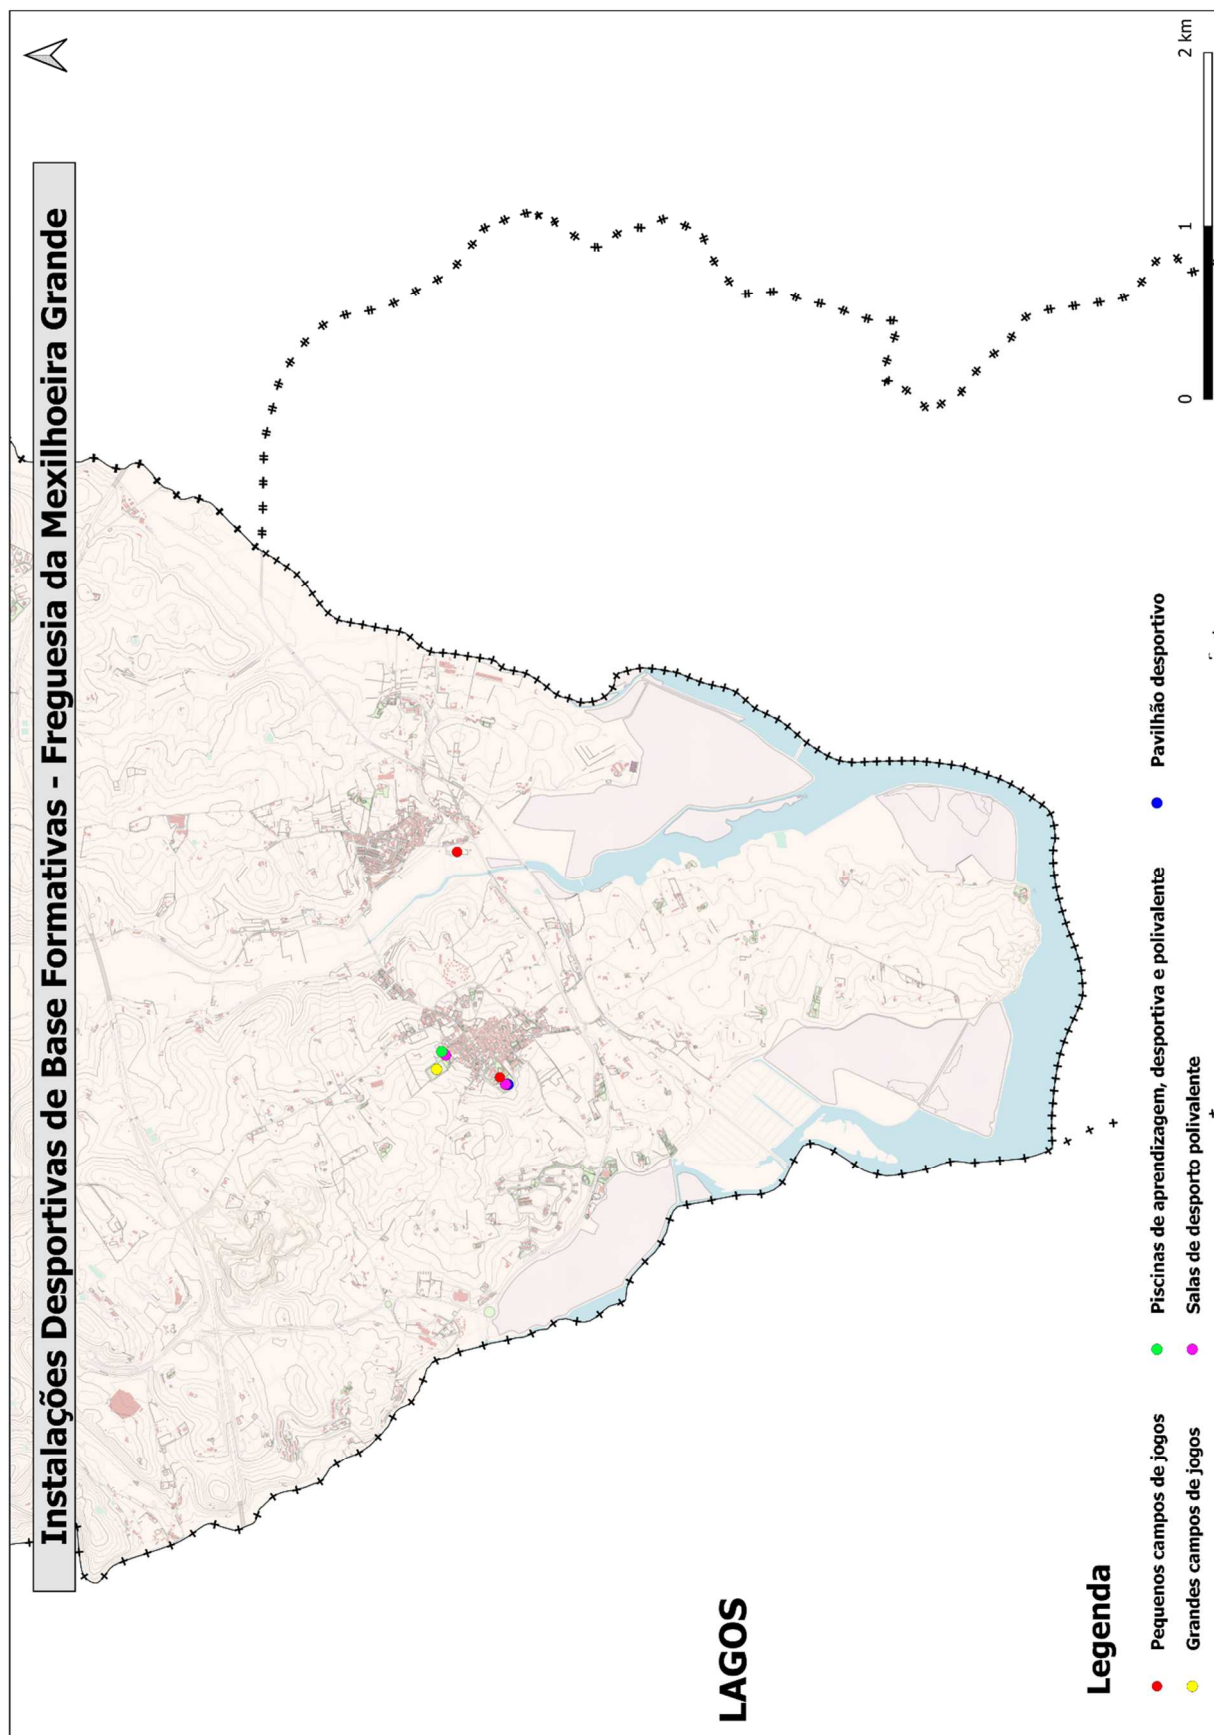 Instalações Desportivas de Base Formativas - Freguesia da Mexilhoeira Grande
LAGOS
Legenda
Pequenos campos de jogos
Grandes campos de jogos
Piscinas de aprendizagem, desportiva e polivalente
Salas de desporto polivalente
Pavilhão desportivo
0 1 2 km